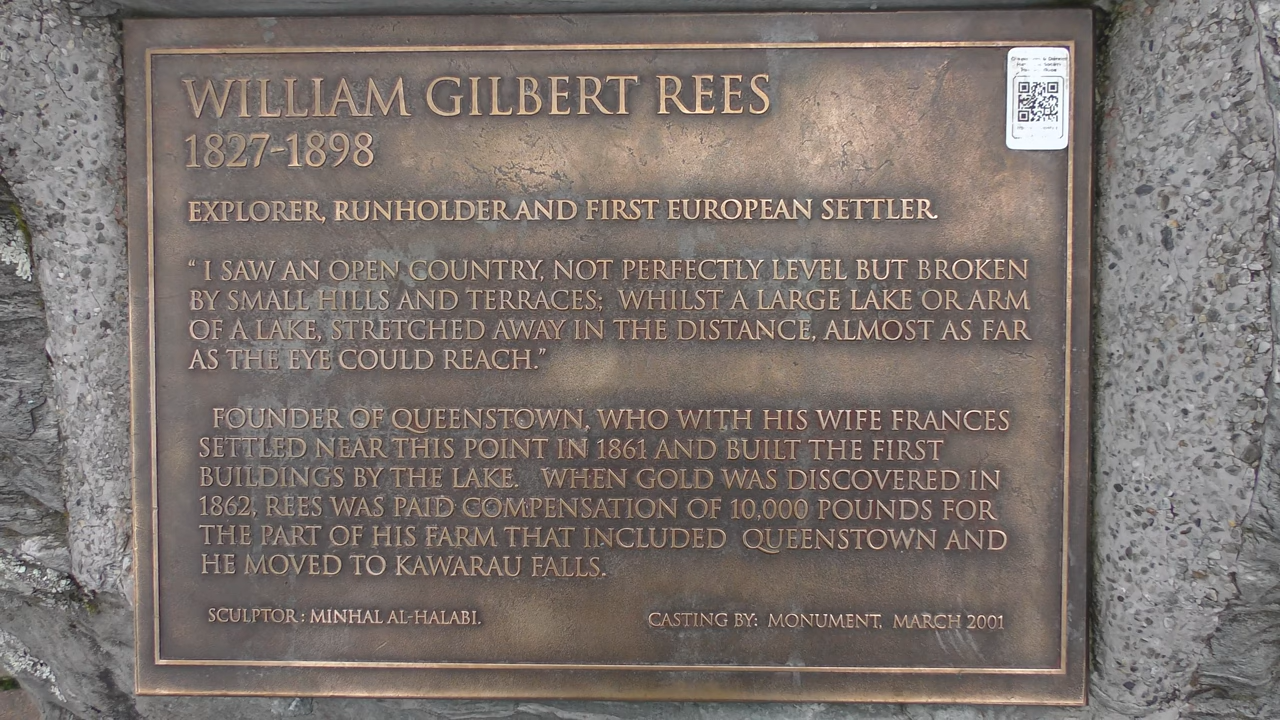 WILLIAM GILBERT REES
1827-1898
EXPLORER, RUNHOLDER AND FIRST EUROPEAN SETTLER.
“ I SAW AN OPEN COUNTRY, NOT PERFECTLY LEVEL BUT BROKEN
BY SMALL HILLS AND TERRACES; WHILST A LARGE LAKE OR ARM
OF A LAKE, STRETCHED AWAY IN THE DISTANCE, ALMOST AS FAR
AS THE EYE COULD REACH.”
FOUNDER OF QUEENSTOWN, WHO WITH HIS WIFE FRANCES
SETTLED NEAR THIS POINT IN 1861 AND BUILT THE FIRST
BUILDINGS BY THE LAKE. WHEN GOLD WAS DISCOVERED IN
1862, REES WAS PAID COMPENSATION OF 10,000 POUNDS FOR
THE PART OF HIS FARM THAT INCLUDED QUEENSTOWN AND
HE MOVED TO KAWARAU FALLS.
SCULPTOR: MINHAL AL-HALABI.
CASTING BY: MONUMENT, MARCH 2001